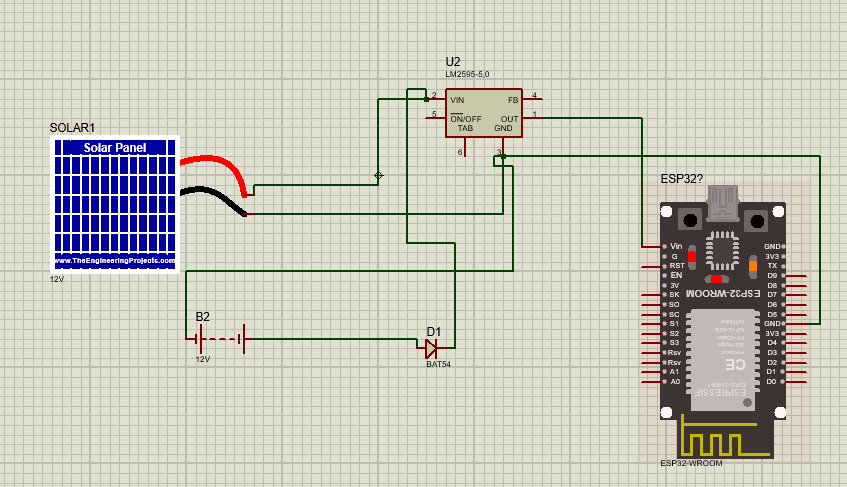 U2
LM2595-5,0
2 VIN FB 4
5 ON/OFF OUT 1
TAB GND
6 3
SOLAR1
Solar Panel
www.TheEngineeringProjects.com
12V
B2
12V
D1
BAT54
ESP32?
Vin GND
G 3V3
RST TX
EN D9
3V D8
SK D7
SO D6
SC D5
S1 GND
S2 3V3
S3 D4
Rsv D3
Rsv D2
A1 D1
A0 D0
ESP32-WROOM
CE
ESPRESSIF
ESP32-WROOM